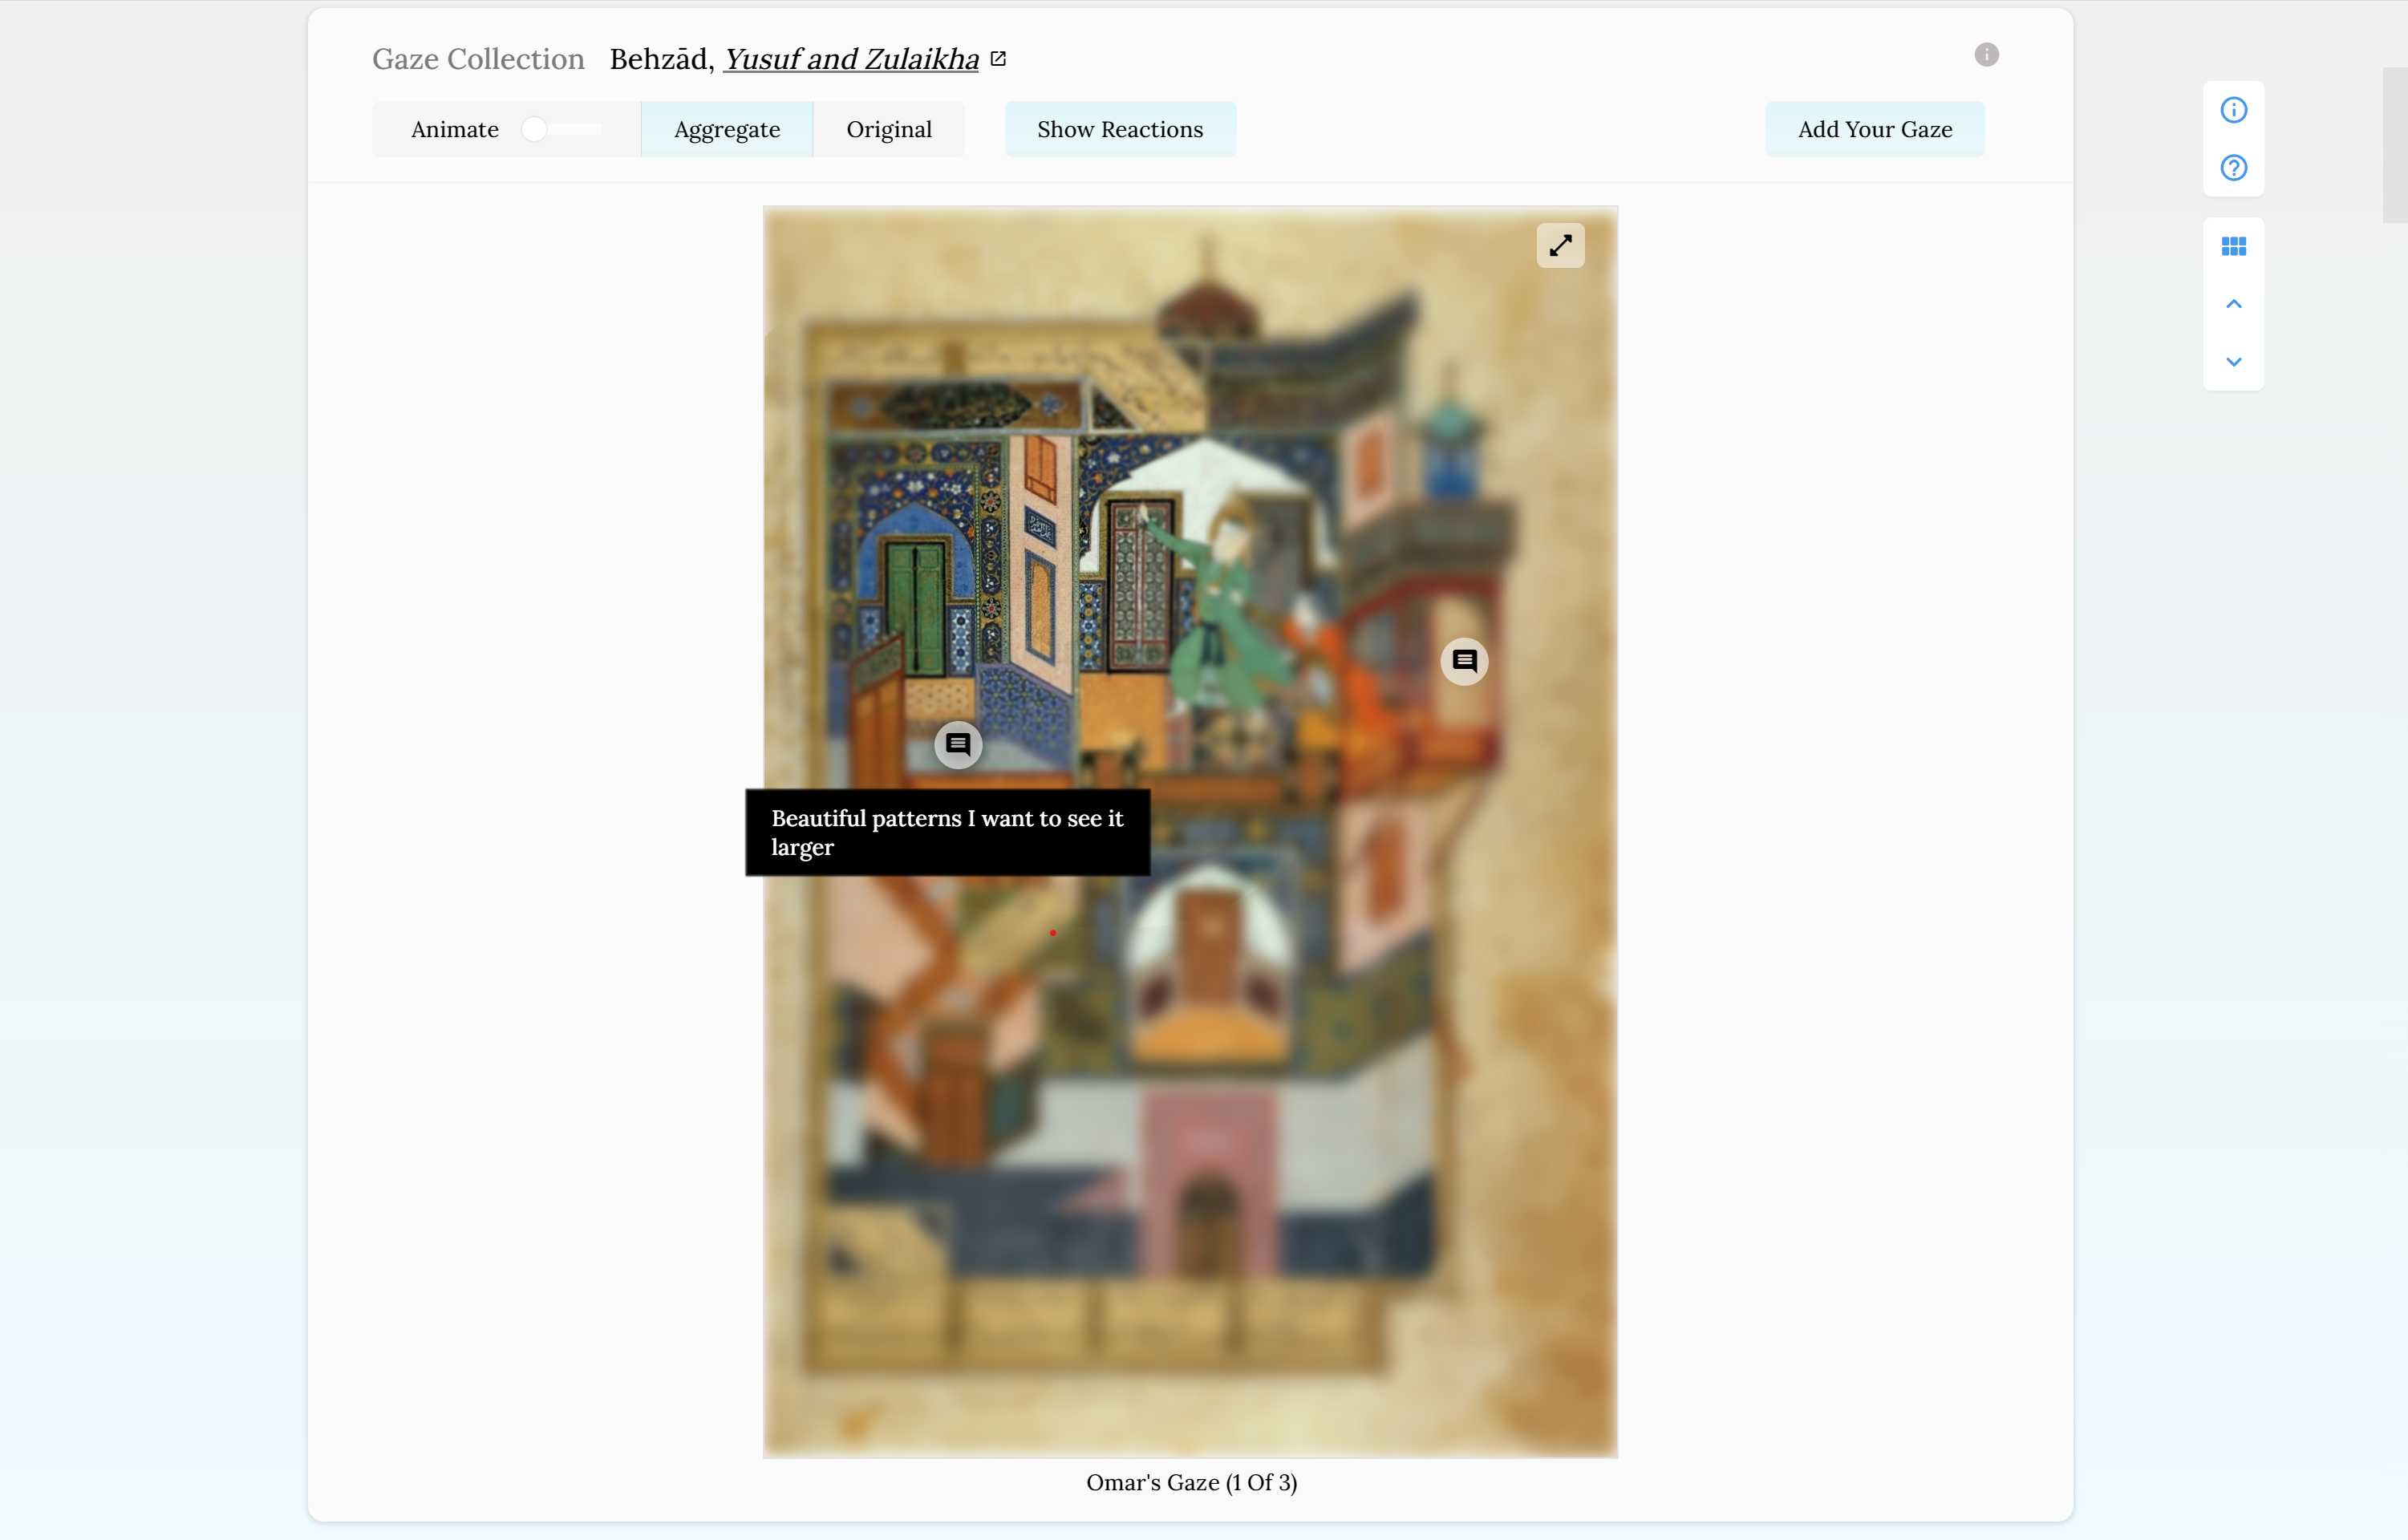 Gaze Collection Behzād, Yusuf and Zulaikha
Animate
Aggregate
Original
Show Reactions
Add Your Gaze
Beautiful patterns I want to see it
larger
Omar's Gaze (1 Of 3)